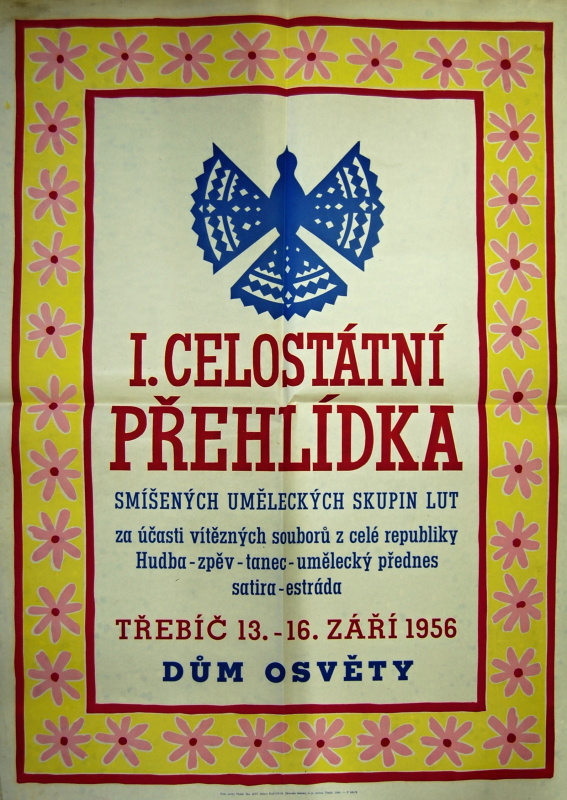 I. CELOSTÁTNÍ
PŘEHLÍDKA
SMÍŠENÝCH UMĚLECKÝCH SKUPIN LUT
za účasti vítězných souborů z celé republiky
Hudba - zpěv - tanec - umělecký přednes
satira - estráda
TŘEBÍČ 13. - 16. ZÁŘÍ 1956
DŮM OSVĚTY